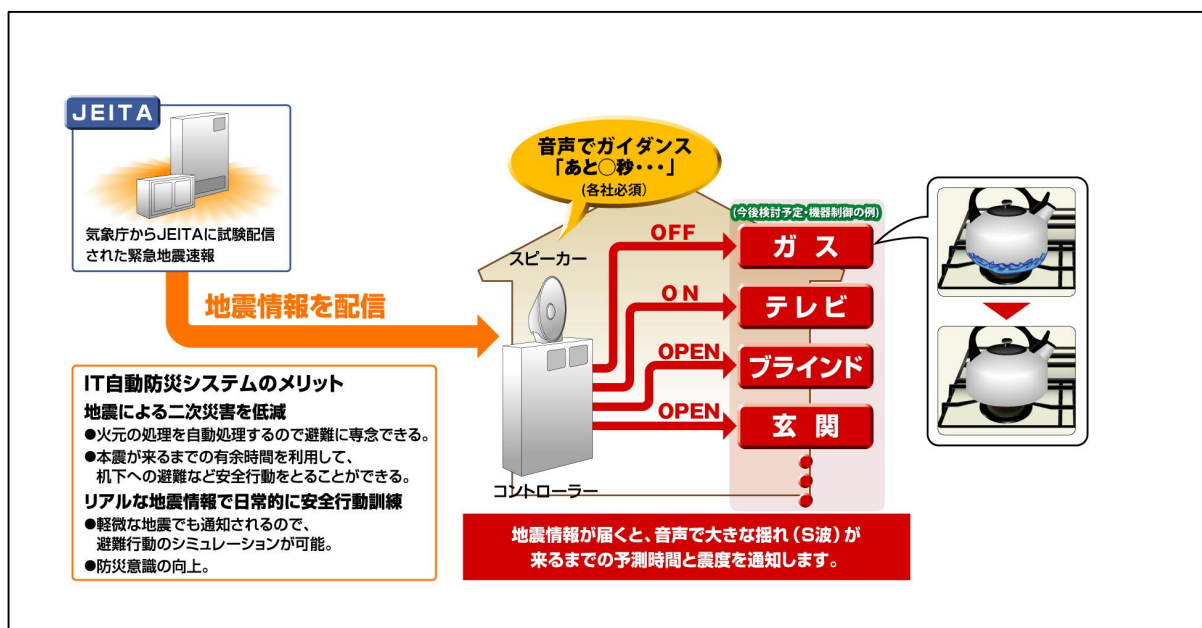 JEITA
気象庁からJEITAに試験配信
された緊急地震速報
地震情報を配信
音声でガイダンス
「あと○秒・・・」
(各社必須)
スピーカー
コントローラー
(今後検討予定・機器制御の例)
OFF
ガス
ON
テレビ
OPEN
ブラインド
OPEN
玄関
IT自動防災システムのメリット
地震による二次災害を低減
●火元の処理を自動処理するので避難に専念できる。
●本震が来るまでの有余時間を利用して、
机下への避難など安全行動をとることができる。
リアルな地震情報で日常的に安全行動訓練
●軽微な地震でも通知されるので、
避難行動のシミュレーションが可能。
●防災意識の向上。
地震情報が届くと、音声で大きな揺れ(S波)が
来るまでの予測時間と震度を通知します。